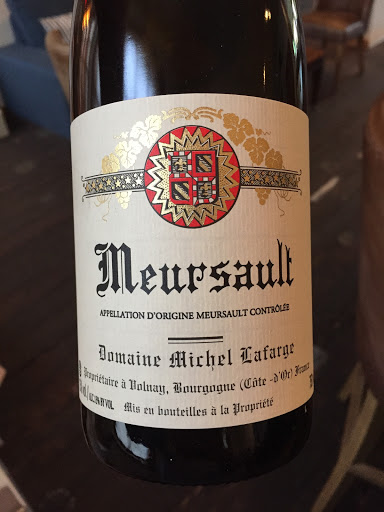 Meursault
APPELLATION D'ORIGINE MEURSAULT CONTRÔLÉE
Domaine Michel Lafarge
Propriétaire à Volnay, Bourgogne (Côte-d'Or) France
Mis en bouteilles à la Propriété